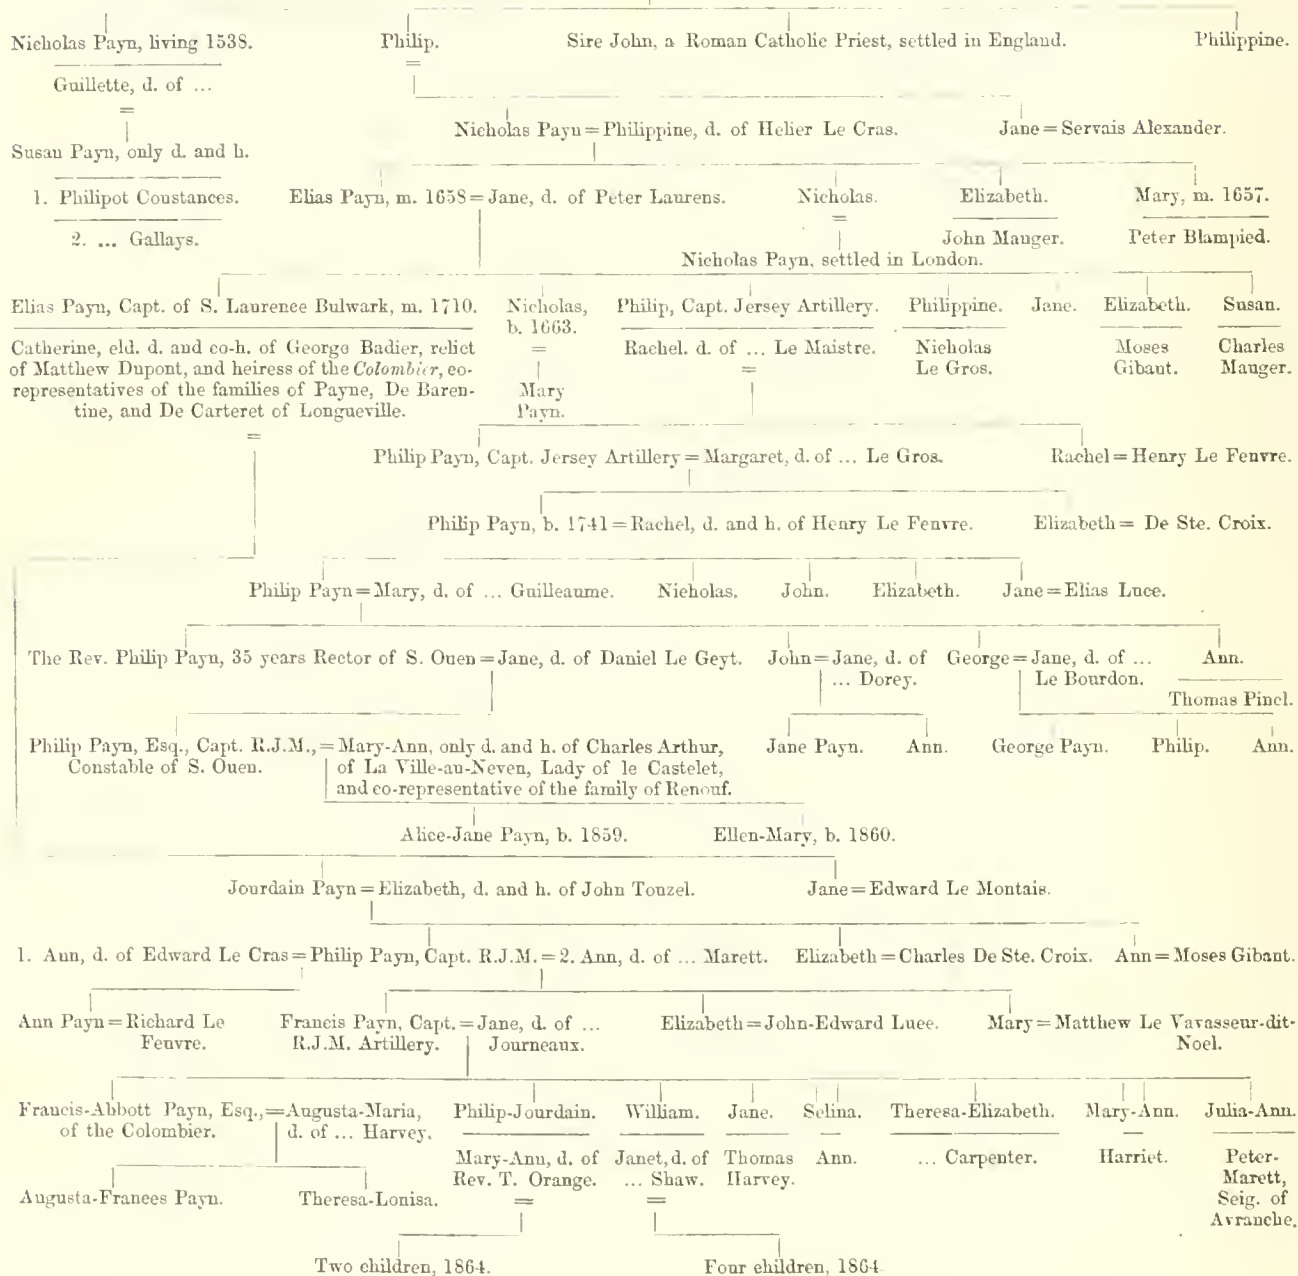 Nicholas Payn, living 1538. Philip. Sire John, a Roman Catholic Priest, settled in England. Philippine.
Guillette, d. of ...
=
=
Nicholas Payn = Philippine, d. of Helier Le Cras. Jane = Servais Alexander.
Susan Payn, only d. and h.
1. Philipot Constances. Elias Payn, m. 1658 = Jane, d. of Peter Laurens. Nicholas. Elizabeth. Mary, m. 1657.
=
2. ... Gallays. John Mauger. Peter Blampied.
Nicholas Payn, settled in London.
Elias Payn, Capt. of S. Laurence Bulwark, m. 1710. Nicholas, Philip, Capt. Jersey Artillery. Philippine. Jane. Elizabeth. Susan.
b. 1663.
Catherine, eld. d. and co-h. of George Badier, relict = Rachel. d. of ... Le Maistre. Nicholas Moses Charles
of Matthew Dupont, and heiress of the Colombier, co- = Le Gros. Gibaut. Mauger.
representatives of the families of Payne, De Baren- Mary
tine, and De Carteret of Longueville. Payn.
=
Philip Payn, Capt. Jersey Artillery = Margaret, d. of ... Le Gros. Rachel = Henry Le Feuvre.
Philip Payn, b. 1741 = Rachel, d. and h. of Henry Le Feuvre. Elizabeth = De Ste. Croix.
Philip Payn = Mary, d. of ... Guilleaume. Nicholas. John. Elizabeth. Jane = Elias Luce.
The Rev. Philip Payn, 35 years Rector of S. Ouen = Jane, d. of Daniel Le Geyt. John = Jane, d. of George = Jane, d. of ... Ann.
... Dorey. Le Bourdon.
Thomas Pinel.
Philip Payn, Esq., Capt. R.J.M., = Mary-Ann, only d. and h. of Charles Arthur, Jane Payn. Ann. George Payn. Philip. Ann.
Constable of S. Ouen. of La Ville-au-Neven, Lady of le Castelet,
and co-representative of the family of Renouf.
Alice-Jane Payn, b. 1859. Ellen-Mary, b. 1860.
Jourdain Payn = Elizabeth, d. and h. of John Touzel. Jane = Edward Le Montais.
1. Ann, d. of Edward Le Cras = Philip Payn, Capt. R.J.M. = 2. Ann, d. of ... Marett. Elizabeth = Charles De Ste. Croix. Ann = Moses Gibaut.
Ann Payn = Richard Le Francis Payn, Capt. = Jane, d. of ... Elizabeth = John-Edward Luce. Mary = Matthew Le Vavasseur-dit-
Feuvre. R.J.M. Artillery. Journeaux. Noel.
Francis-Abbott Payn, Esq., = Augusta-Maria, Philip-Jourdain. William. Jane. Selina. Theresa-Elizabeth. Mary-Ann. Julia-Ann.
of the Colombier. d. of ... Harvey.
Mary-Ann, d. of Janet, d. of Thomas Ann. ... Carpenter. Harriet. Peter-
Rev. T. Orange. ... Shaw. Harvey. Marett,
Augusta-Frances Payn. Theresa-Louisa. = = Seig. of
Avranche.
Two children, 1864. Four children, 1864